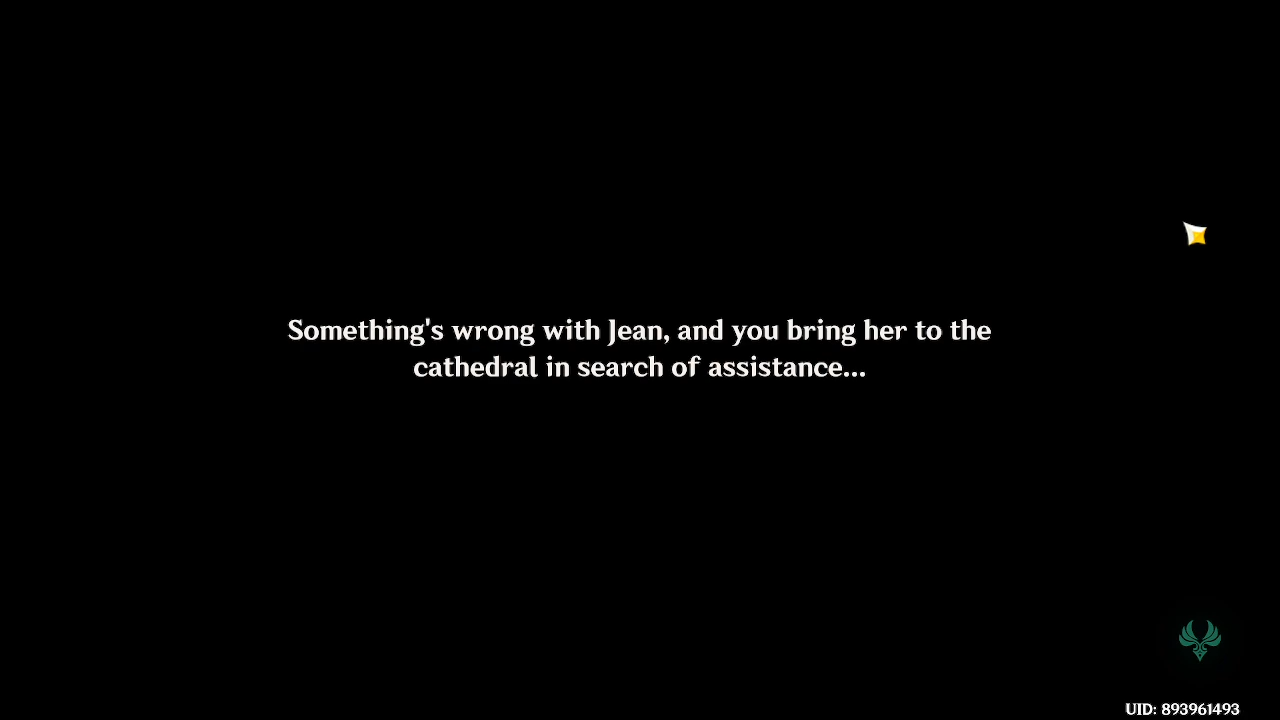 Something's wrong with Jean, and you bring her to the
cathedral in search of assistance...
UID: 893961493